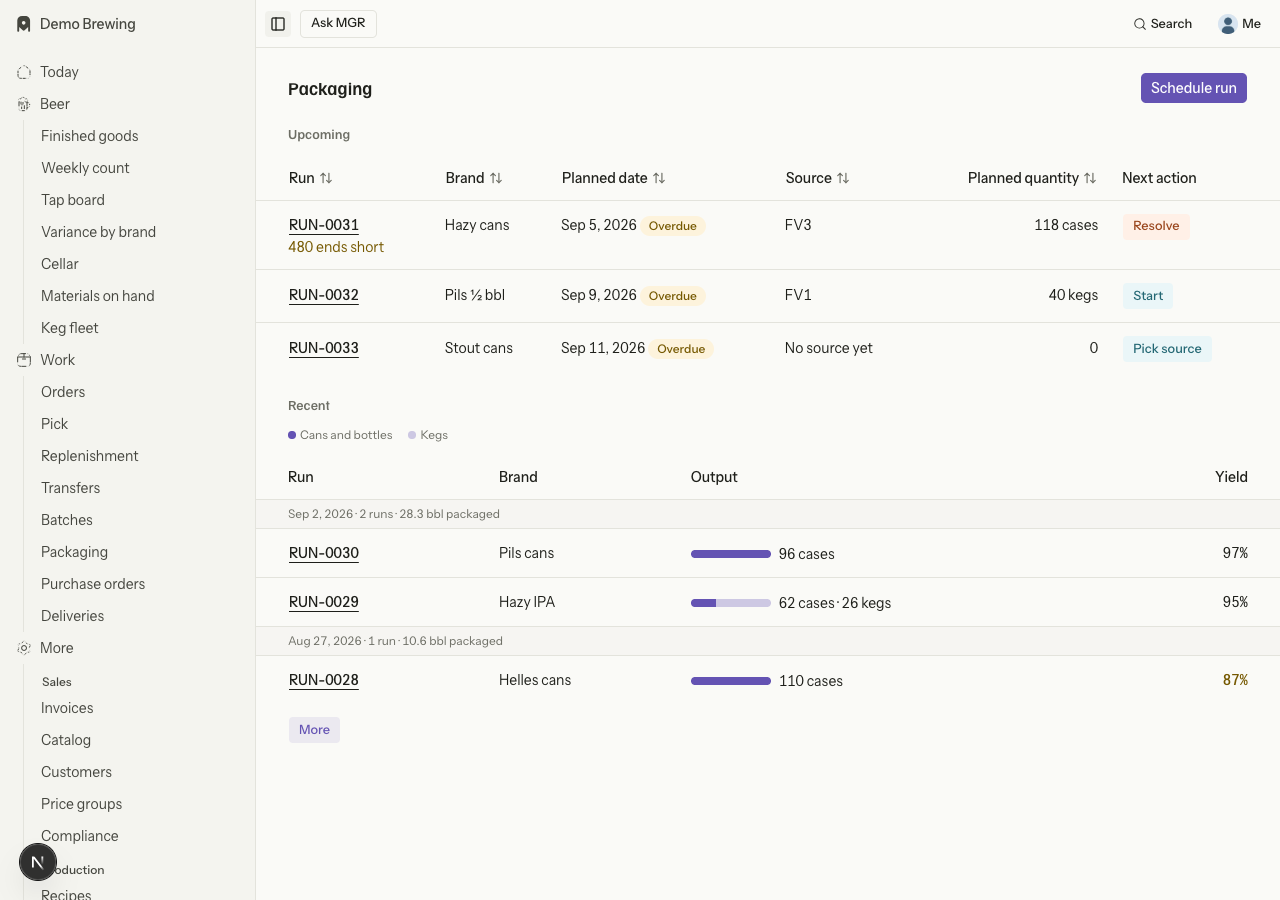 Demo Brewing
Ask MGR
Search
Me
Today
Beer
Finished goods
Weekly count
Tap board
Variance by brand
Cellar
Materials on hand
Keg fleet
Work
Orders
Pick
Replenishment
Transfers
Batches
Packaging
Purchase orders
Deliveries
More
Sales
Invoices
Catalog
Customers
Price groups
Compliance
N
oduction
Recipes
Packaging
Schedule run
Upcoming
Run Brand Planned date Source Planned quantity Next action
RUN-0031 Hazy cans Sep 5, 2026 Overdue FV3 118 cases Resolve
480 ends short
RUN-0032 Pils ½ bbl Sep 9, 2026 Overdue FV1 40 kegs Start
RUN-0033 Stout cans Sep 11, 2026 Overdue No source yet 0 Pick source
Recent
Cans and bottles Kegs
Run Brand Output Yield
Sep 2, 2026 · 2 runs · 28.3 bbl packaged
RUN-0030 Pils cans 96 cases 97%
RUN-0029 Hazy IPA 62 cases · 26 kegs 95%
Aug 27, 2026 · 1 run · 10.6 bbl packaged
RUN-0028 Helles cans 110 cases 87%
More